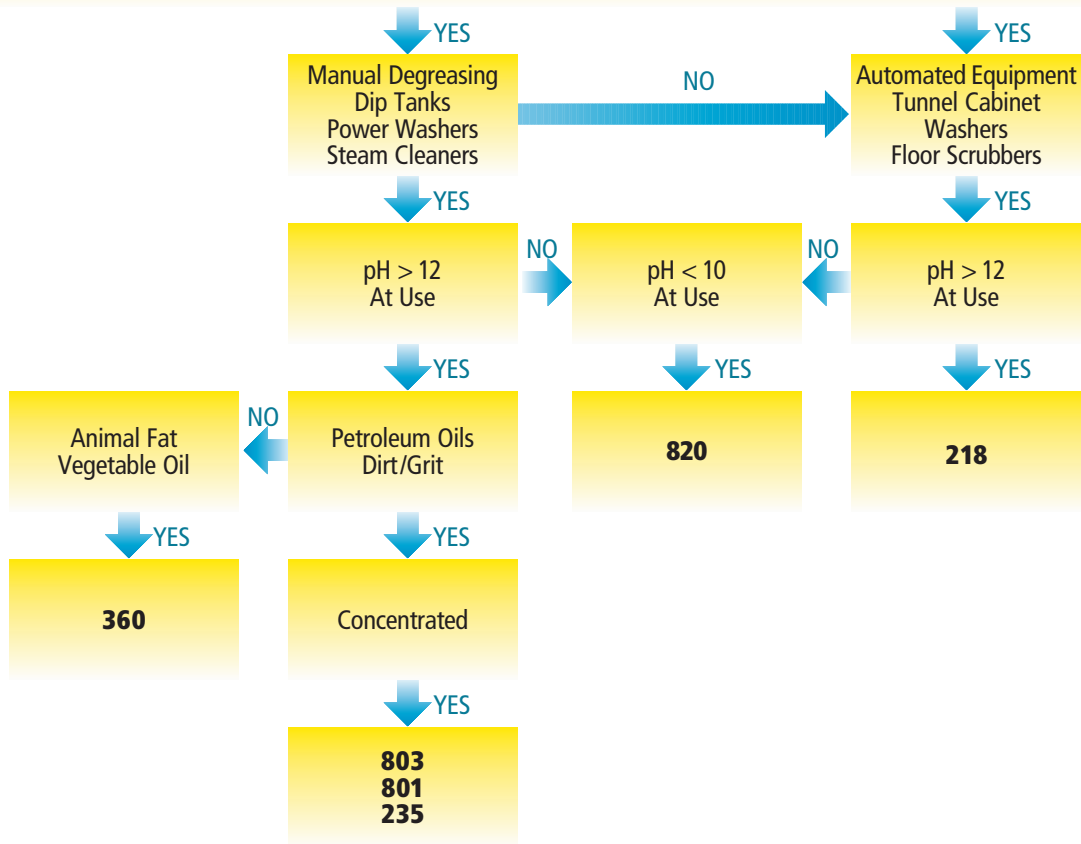 YES
YES
Manual Degreasing
Dip Tanks
Power Washers
Steam Cleaners
NO
Automated Equipment
Tunnel Cabinet
Washers
Floor Scrubbers
YES
YES
pH > 12
At Use
NO
pH < 10
At Use
NO
pH > 12
At Use
YES
YES
YES
Animal Fat
Vegetable Oil
NO
Petroleum Oils
Dirt/Grit
820
218
YES
YES
360
Concentrated
YES
803
801
235